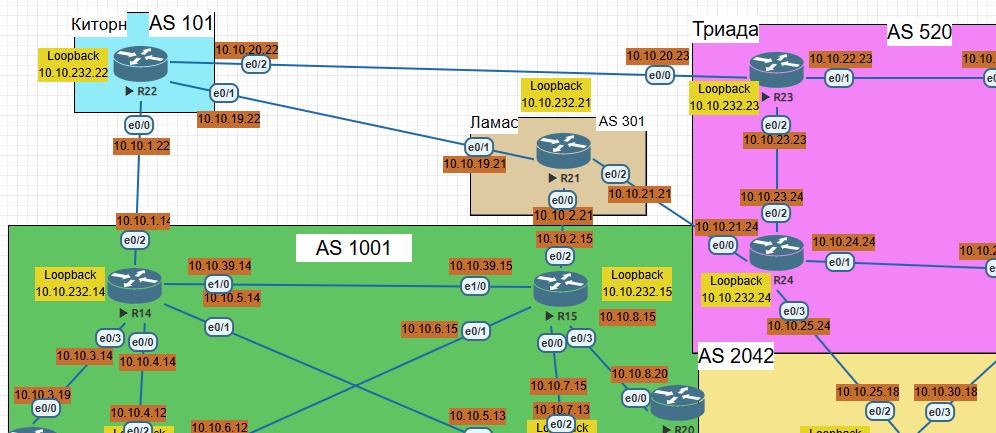 Киторн
AS 101
Триада
AS 520
10.10.20.22
e0/2
Loopback
10.10.232.22
R22
10.10.20.23
e0/0
10.10.22.23
e0/1
Loopback
10.10.232.23
R23
e0/1
10.10.19.22
Loopback
10.10.232.21
e0/0
10.10.1.22
Ламас
AS 301
e0/2
10.10.23.23
e0/1
10.10.19.21
R21
e0/2
10.10.21.21
e0/0
10.10.2.21
10.10.23.24
e0/2
10.10.1.14
e0/2
AS 1001
10.10.2.15
e0/2
10.10.21.24
e0/0
10.10.24.24
e0/1
Loopback
10.10.232.14
10.10.39.14
e1/0
10.10.5.14
10.10.39.15
e1/0
Loopback
10.10.232.15
Loopback
10.10.232.24
R24
R14
e0/1
R15
10.10.8.15
e0/3
10.10.25.24
10.10.6.15
e0/1
e0/3
e0/0
e0/0
e0/3
10.10.3.14
10.10.4.14
AS 2042
10.10.8.20
10.10.7.15
10.10.3.19
e0/0
e0/0
10.10.25.18
e0/2
10.10.30.18
e0/3
10.10.4.12
e0/2
10.10.6.12
10.10.5.13
10.10.7.13
e0/2
R20